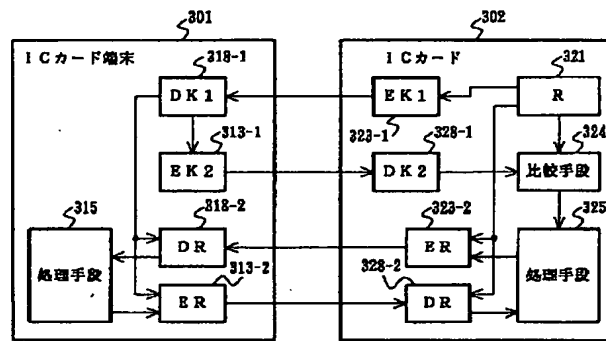 301
302
ICカード端末
318-1
DK1
313-1
EK2
315
処理手段
318-2
DR
313-2
ER
ICカード
321
EK1
R
323-1
328-1
324
DK2
比較手段
323-2
325
ER
処理手段
328-2
DR